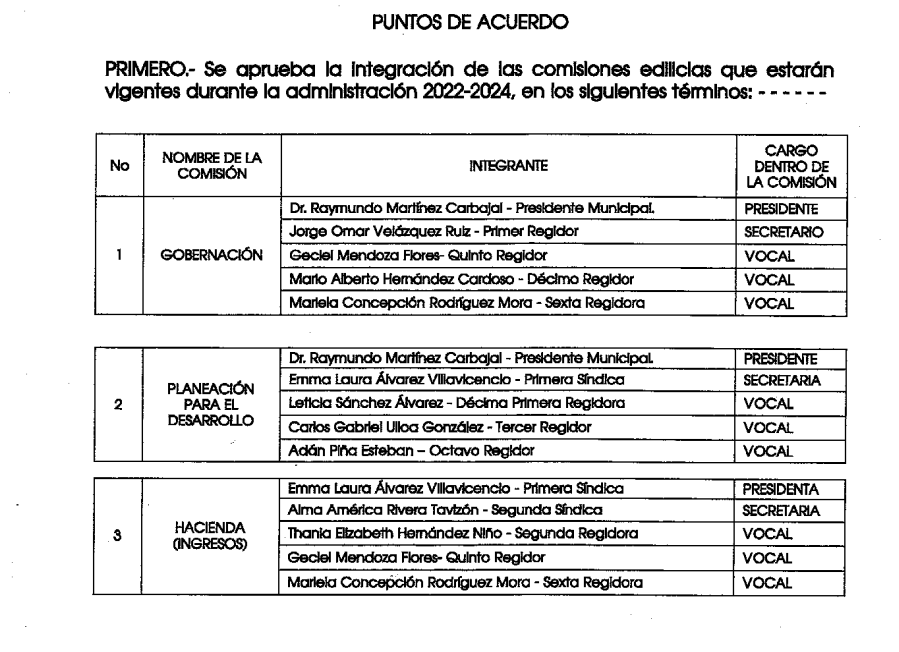 PUNTOS DE ACUERDO
PRIMERO.- Se aprueba la integración de las comisiones edilicias que estarán
vigentes durante la administración 2022-2024, en los siguientes términos: - - - - - -
No
NOMBRE DE LA
COMISIÓN
INTEGRANTE
CARGO
DENTRO DE
LA COMISIÓN
1
GOBERNACIÓN
Dr. Raymundo Martínez Carbajal - Presidente Municipal.
PRESIDENTE
Jorge Omar Velázquez Ruiz - Primer Regidor
SECRETARIO
Geciel Mendoza Flores- Quinto Regidor
VOCAL
Mario Alberto Hernández Cardoso - Décimo Regidor
VOCAL
Mariela Concepción Rodríguez Mora - Sexta Regidora
VOCAL
2
PLANEACIÓN
PARA EL
DESARROLLO
Dr. Raymundo Martínez Carbajal - Presidente Municipal.
PRESIDENTE
Emma Laura Álvarez Villavicencio - Primera Síndica
SECRETARIA
Leticia Sánchez Álvarez - Décima Primera Regidora
VOCAL
Carlos Gabriel Ulloa González - Tercer Regidor
VOCAL
Adán Piña Esteban – Octavo Regidor
VOCAL
3
HACIENDA
(INGRESOS)
Emma Laura Álvarez Villavicencio - Primera Síndica
PRESIDENTA
Alma América Rivera Tavizón - Segunda Síndica
SECRETARIA
Thania Elizabeth Hernández Niño - Segunda Regidora
VOCAL
Geciel Mendoza Flores- Quinto Regidor
VOCAL
Mariela Concepción Rodríguez Mora - Sexta Regidora
VOCAL